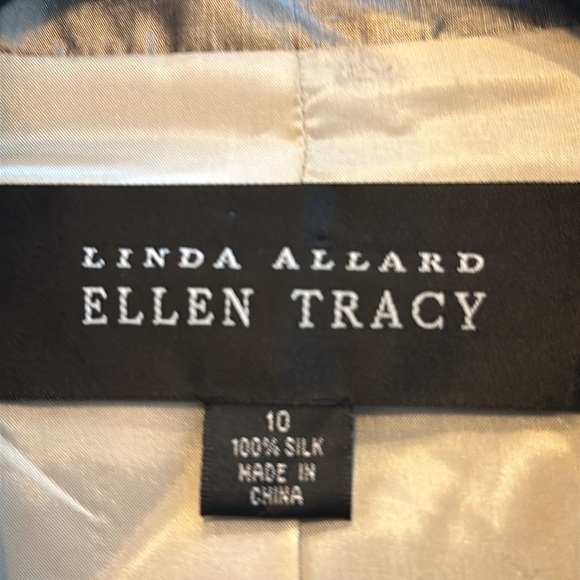 LINDA ALLARD
ELLEN TRACY
10
100% SILK
MADE IN
CHINA